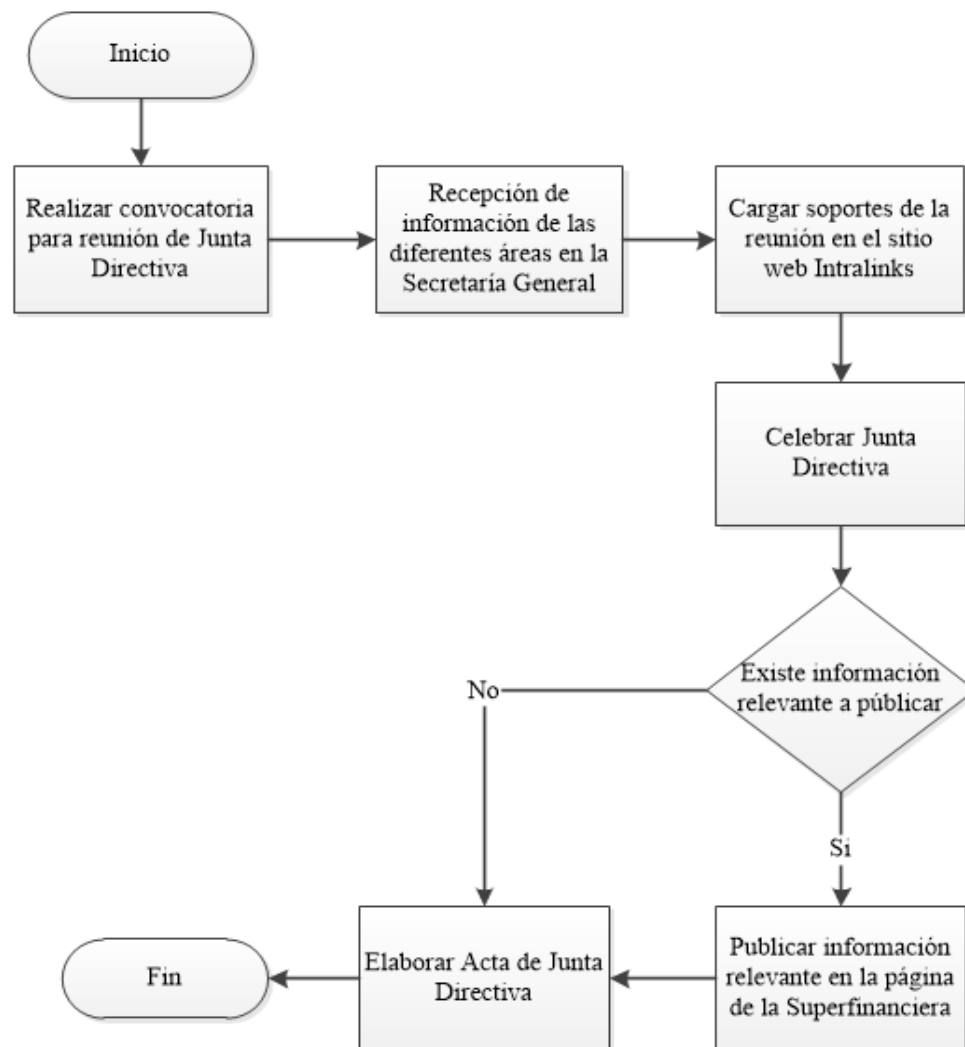 Inicio
Realizar convocatoria
para reunión de Junta
Directiva
Recepción de
información de las
diferentes áreas en la
Secretaría General
Cargar soportes de la
reunión en el sitio
web Intralinks
Celebrar Junta
Directiva
Existe información
relevante a públicar
No
Si
Publicar información
relevante en la página
de la Superfinanciera
Elaborar Acta de Junta
Directiva
Fin